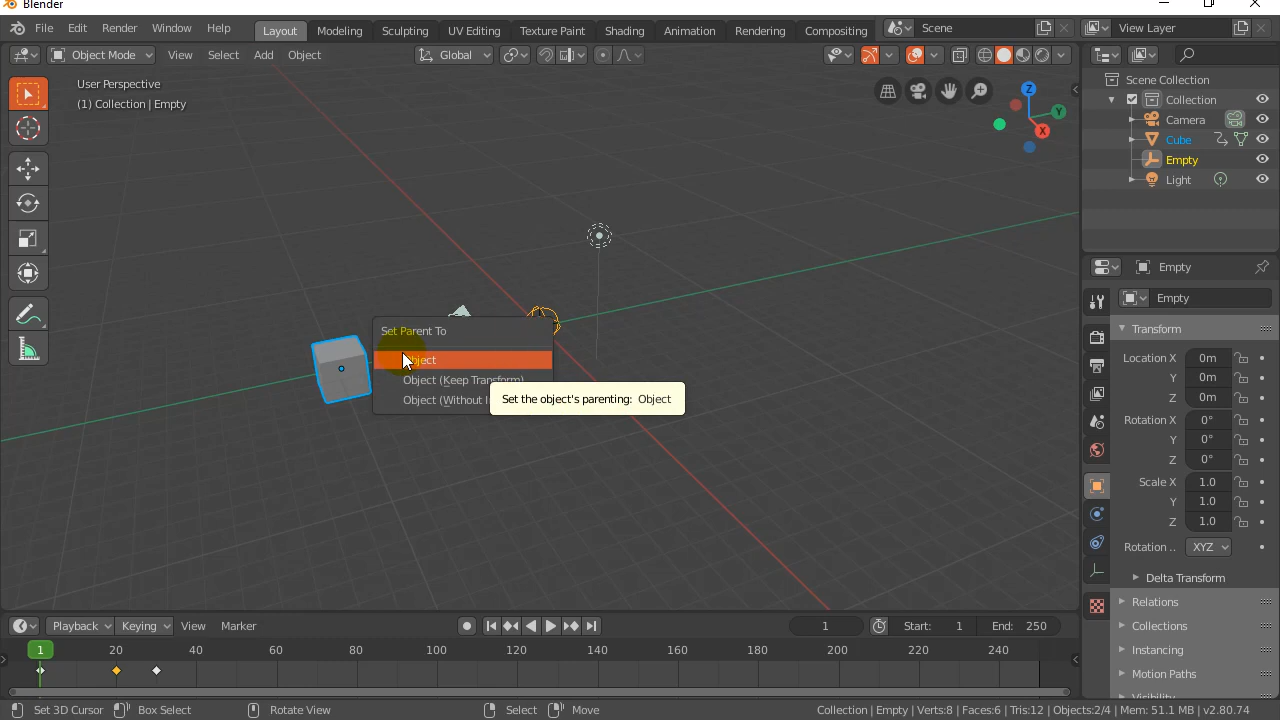 Blender
File Edit Render Window Help Layout Modeling Sculpting UV Editing Texture Paint Shading Animation Rendering Compositing Scene View Layer
Object Mode View Select Add Object Global
User Perspective
(1) Collection | Empty
Z
Y
X
Scene Collection
Collection
Camera
Cube
Empty
Light
Empty
Empty
Transform
Location X 0m
Y 0m
Z 0m
Rotation X 0°
Y 0°
Z 0°
Scale X 1.0
Y 1.0
Z 1.0
Rotation .. XYZ
Delta Transform
Relations
Collections
Instancing
Motion Paths
Visibility
Set Parent To
Object
Object (Keep Transform)
Object (Without
Set the object's parenting: Object
Playback Keying View Marker 1 Start: 1 End: 250
1 20 40 60 80 100 120 140 160 180 200 220 240
Set 3D Cursor Box Select Rotate View Select Move Collection | Empty | Verts:8 | Faces:6 | Tris:12 | Objects:2/4 | Mem: 51.1 MB | v2.80.74